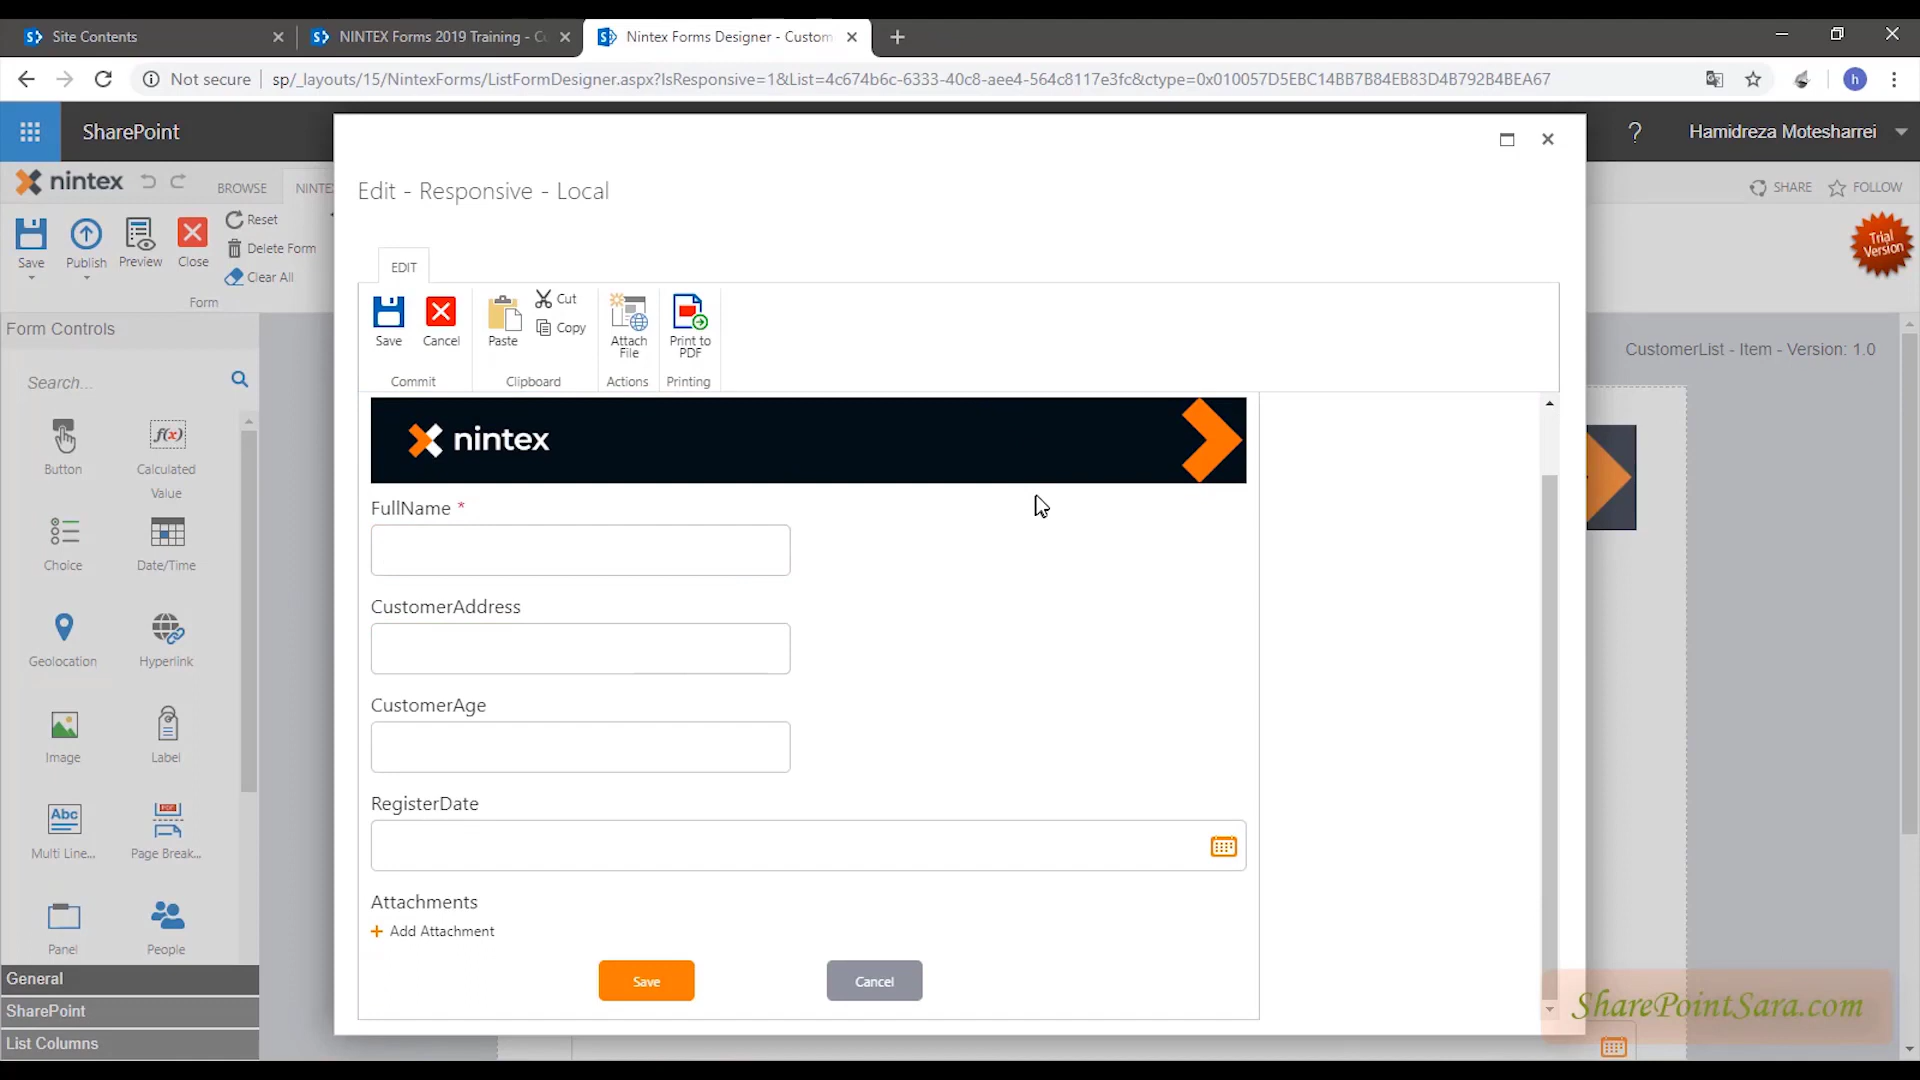 Site Contents
NINTEX Forms 2019 Training - Cu
Nintex Forms Designer - Custom
Not secure
sp/_layouts/15/NintexForms/ListFormDesigner.aspx?IsResponsive=1&List=4c674b6c-6333-40c8-aee4-564c8117e3fc&ctype=0x010057D5EBC14BB7B84EB83D4B792B4BEA67
h
SharePoint
?
Hamidreza Motesharrei
nintex
BROWSE
NINTE
SHARE
FOLLOW
Save
Publish
Preview
Close
Reset
Delete Form
Clear All
Form
Trial
Version
Edit - Responsive - Local
EDIT
Save
Cancel
Paste
Cut
Copy
Attach
File
Print to
PDF
Commit
Clipboard
Actions
Printing
Form Controls
Search...
CustomerList - Item - Version: 1.0
Button
f(x)
Calculated
Value
Choice
Date/Time
Geolocation
Hyperlink
Image
Label
Abc
Multi Line...
PDF
Page Break...
Panel
People
General
SharePoint
List Columns
nintex
FullName *
CustomerAddress
CustomerAge
RegisterDate
Attachments
+ Add Attachment
Save
Cancel
SharePointSara.com